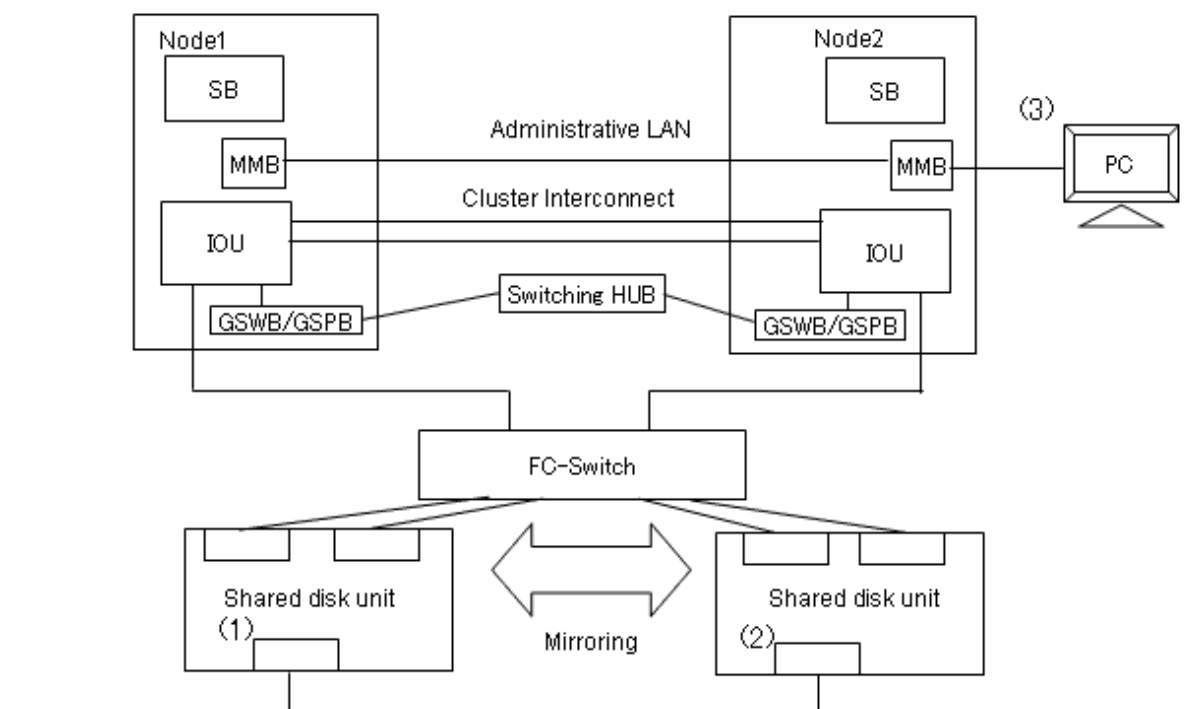 Node1
Node2
SB
SB
(3)
Administrative LAN
MMB
MMB
PC
Cluster Interconnect
IOU
IOU
Switching HUB
GSWB/GSPB
GSWB/GSPB
FC-Switch
Shared disk unit
Shared disk unit
(1)
Mirroring
(2)